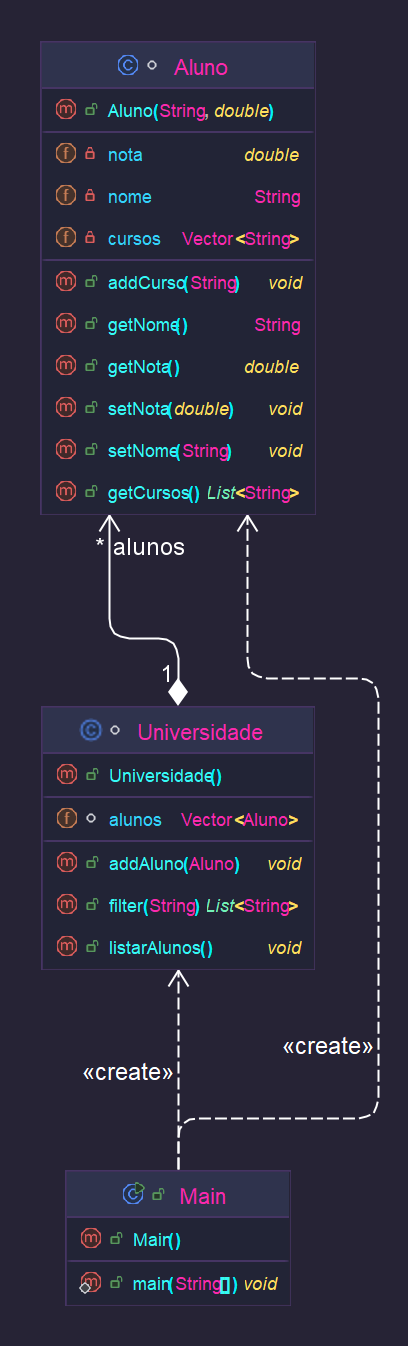 Aluno
Aluno(String, double)
nota double
nome String
cursos Vector<String>
addCurso(String) void
getNome() String
getNota() double
setNota(double) void
setNome(String) void
getCursos() List<String>
* alunos
1
Universidade
Universidade()
alunos Vector<Aluno>
addAluno(Aluno) void
filter(String) List<String>
listarAlunos() void
«create»
«create»
Main
Main()
main(String[]) void